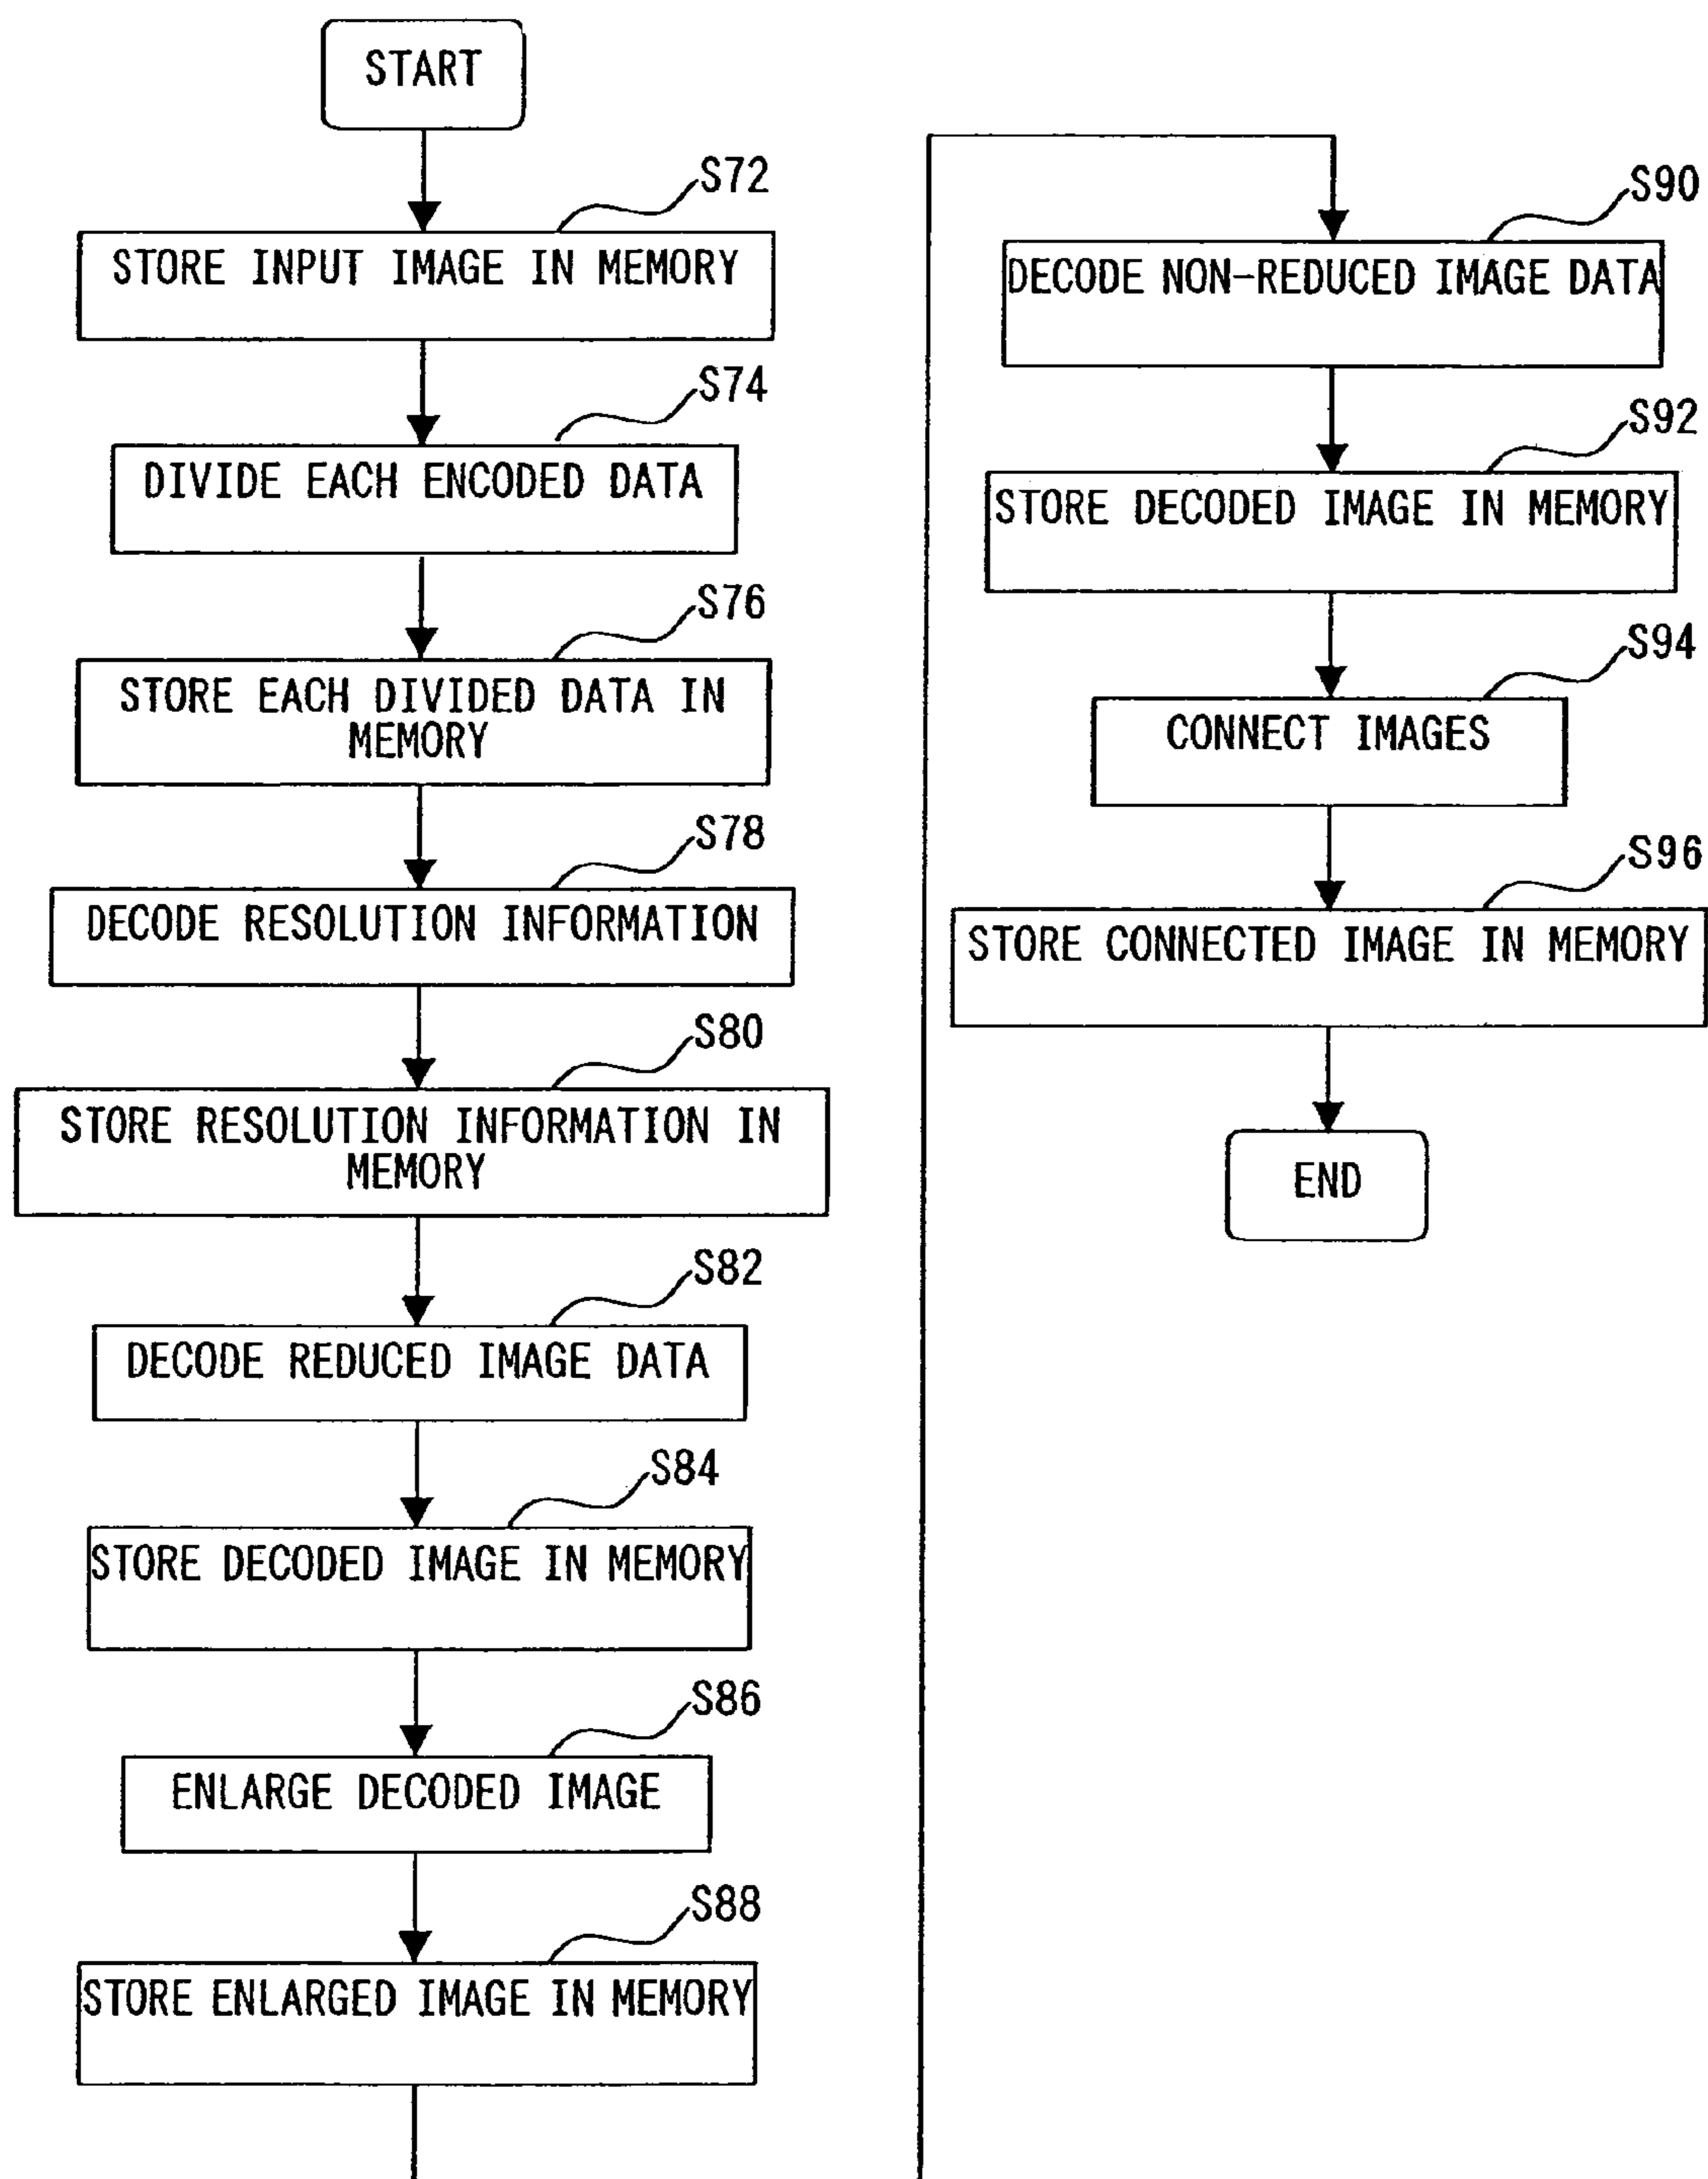 START
S72
STORE INPUT IMAGE IN MEMORY
S74
DIVIDE EACH ENCODED DATA
S76
STORE EACH DIVIDED DATA IN
MEMORY
S78
DECODE RESOLUTION INFORMATION
S80
STORE RESOLUTION INFORMATION IN
MEMORY
S82
DECODE REDUCED IMAGE DATA
S84
STORE DECODED IMAGE IN MEMORY
S86
ENLARGE DECODED IMAGE
S88
STORE ENLARGED IMAGE IN MEMORY
S90
DECODE NON-REDUCED IMAGE DATA
S92
STORE DECODED IMAGE IN MEMORY
S94
CONNECT IMAGES
S96
STORE CONNECTED IMAGE IN MEMORY
END